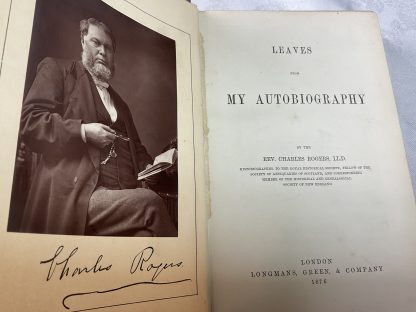 Charles Rogers.
LEAVES
FROM
MY AUTOBIOGRAPHY
BY THE
REV. CHARLES ROGERS, LL.D.
HISTORIOGRAPHER TO THE ROYAL HISTORICAL SOCIETY, FELLOW OF THE
SOCIETY OF ANTIQUARIES OF SCOTLAND, AND CORRESPONDING
MEMBER OF THE HISTORICAL AND GENEALOGICAL
SOCIETY OF NEW ENGLAND
LONDON
LONGMANS, GREEN, & COMPANY
1876